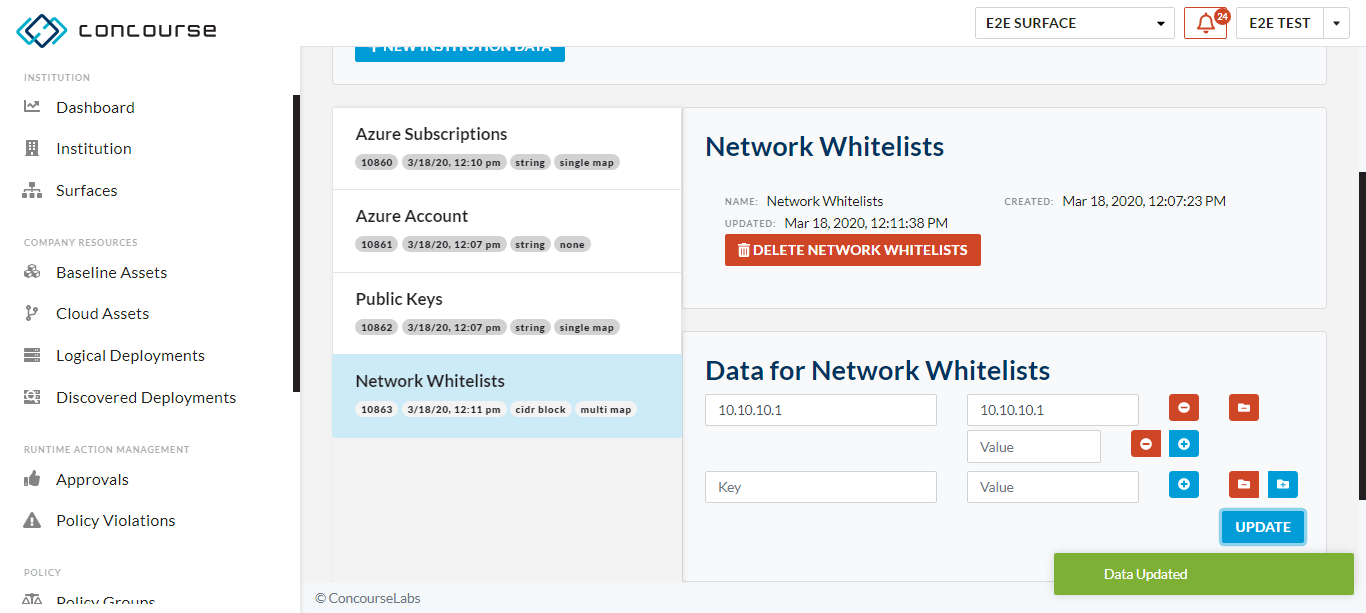 concourse
E2E SURFACE
24
E2E TEST
INSTITUTION
Dashboard
Institution
Surfaces
COMPANY RESOURCES
Baseline Assets
Cloud Assets
Logical Deployments
Discovered Deployments
RUNTIME ACTION MANAGEMENT
Approvals
Policy Violations
POLICY
Policy Groups
+ NEW INSTITUTION DATA
Azure Subscriptions
10860 3/18/20, 12:10 pm string single map
Azure Account
10861 3/18/20, 12:07 pm string none
Public Keys
10862 3/18/20, 12:07 pm string single map
Network Whitelists
10863 3/18/20, 12:11 pm cidr block multi map
Network Whitelists
NAME: Network Whitelists
CREATED: Mar 18, 2020, 12:07:23 PM
UPDATED: Mar 18, 2020, 12:11:38 PM
DELETE NETWORK WHITELISTS
Data for Network Whitelists
10.10.10.1 10.10.10.1
Value
Key Value
UPDATE
Data Updated
© ConcourseLabs